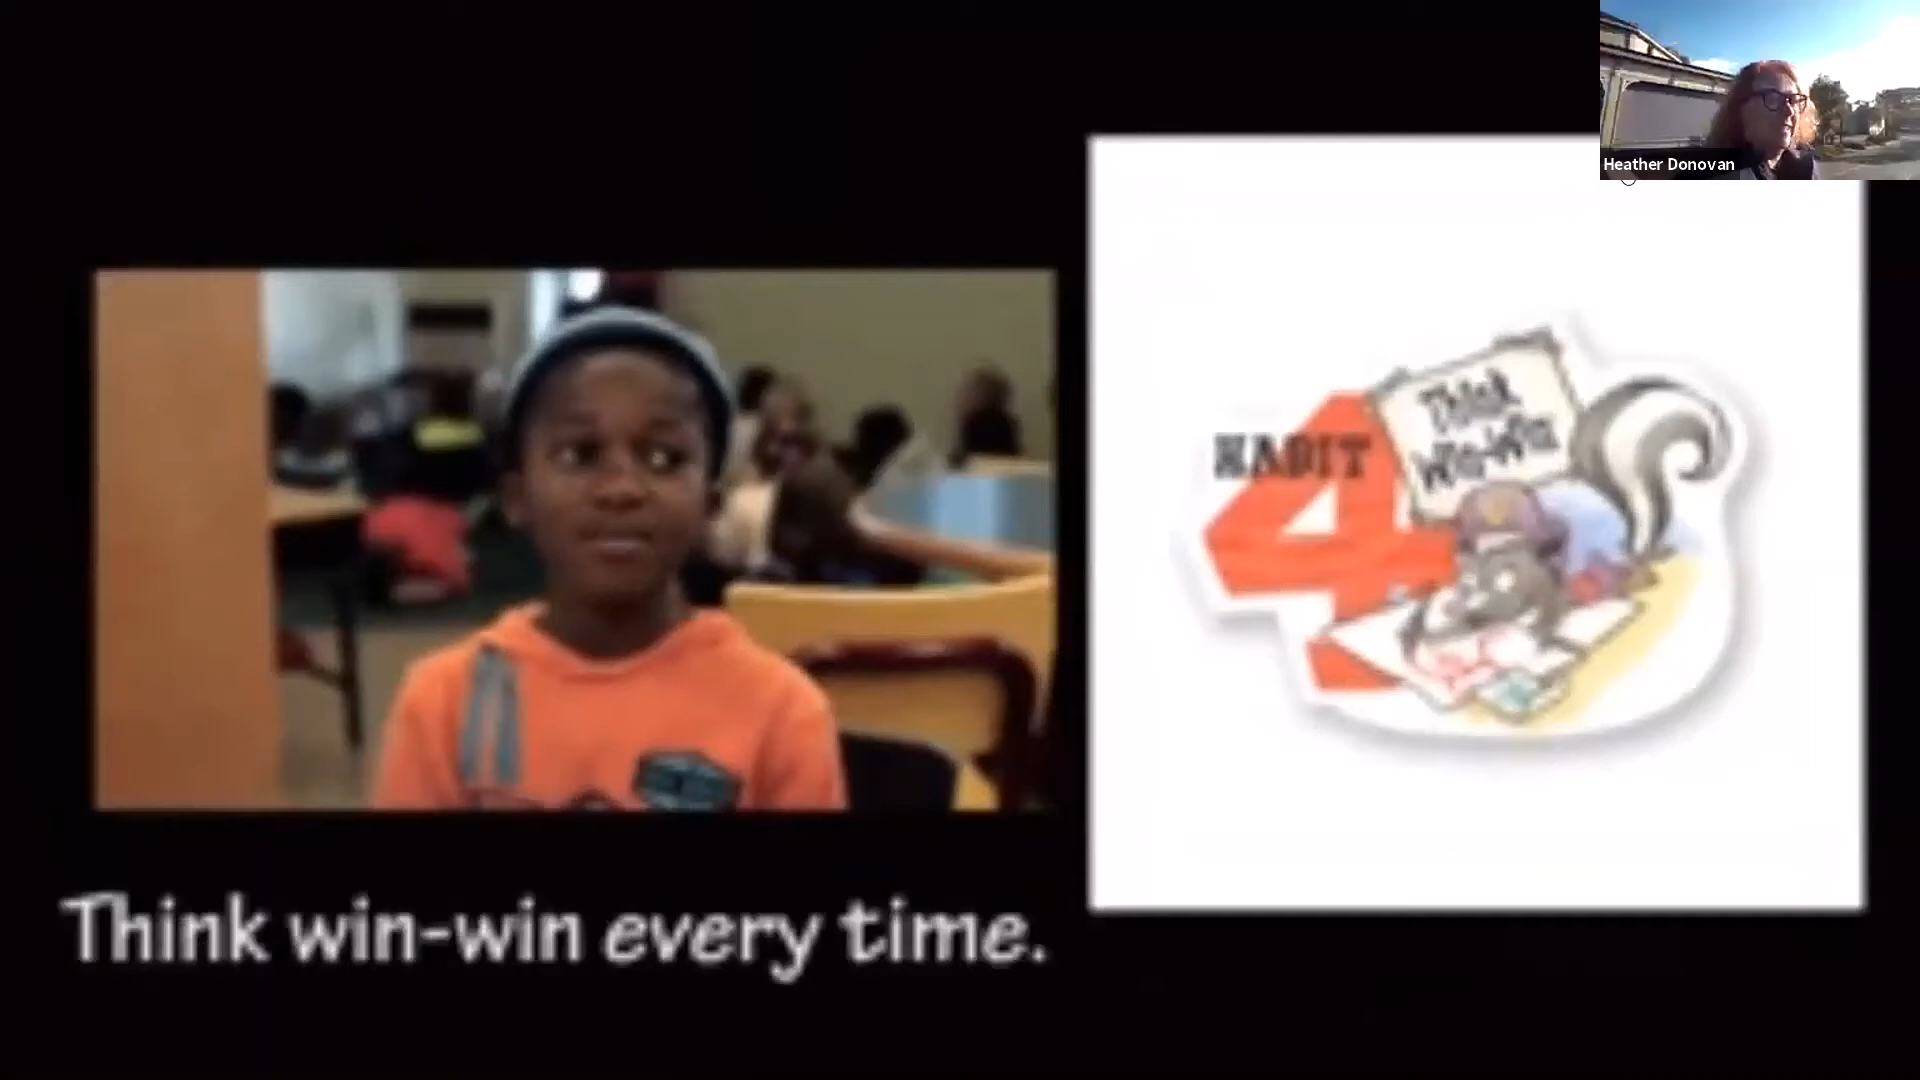 Heather Donovan
HABIT
4
Think
Win-Win
Think win-win every time.